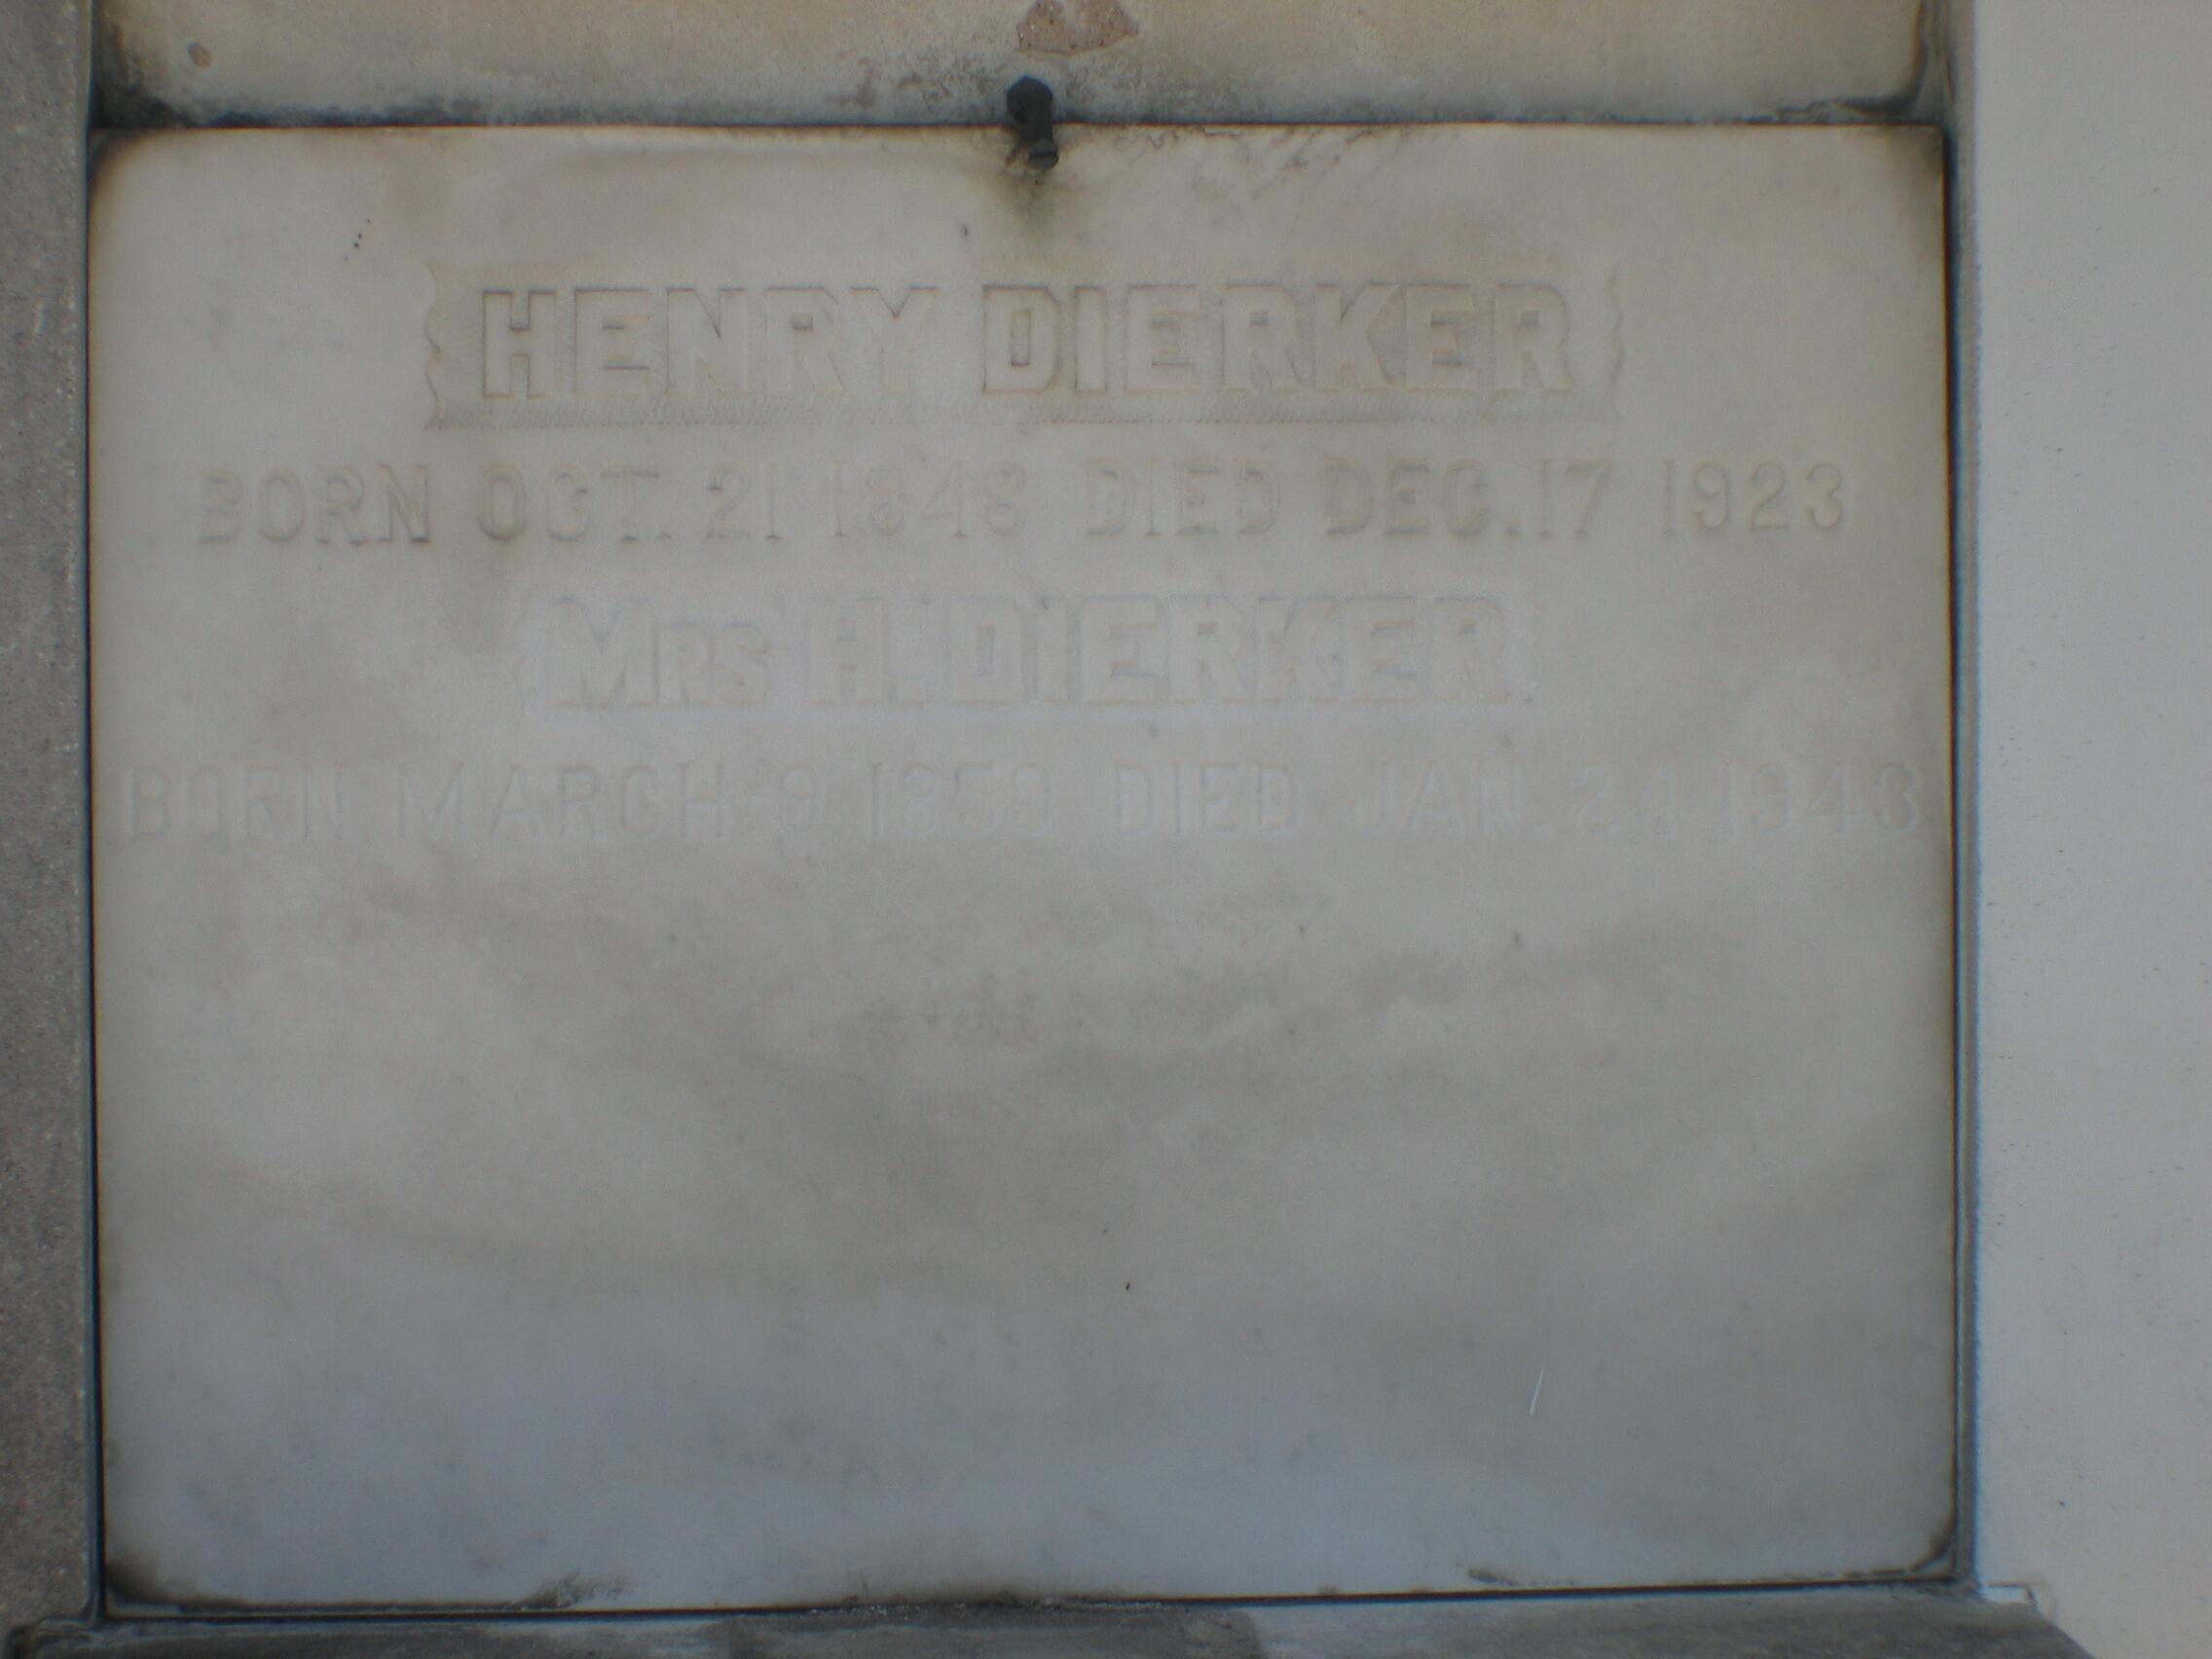 HENRY DIERKER
BORN OCT. 21 1848 DIED DEC. 17 1923
MRS H. DIERKER
BORN MARCH 9 1859 DIED JAN. 24 1943